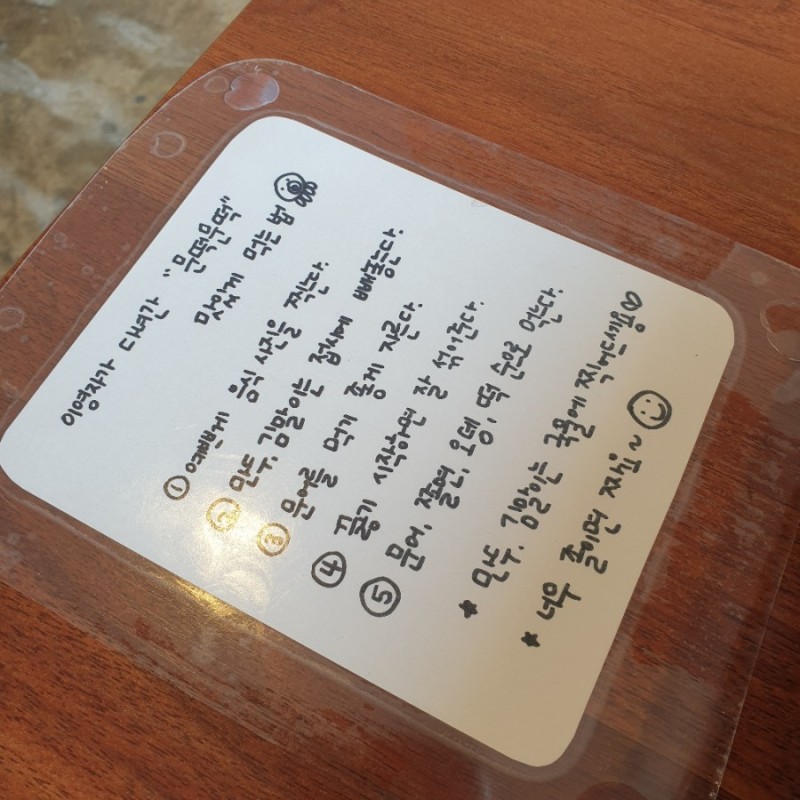 이영자가 다녀간 "문떡문떡"
맛있게 먹는 법
① 예쁘게 음식 사진을 찍는다.
② 만두, 김말이는 접시에 빼놓는다.
③ 문어를 먹기 좋게 자른다.
④ 끓기 시작하면 잘 섞어준다.
⑤ 문어, 쫄면, 오뎅, 떡 순으로 먹는다.
* 만두, 김말이는 국물에 찍어드세용
* 너무 졸이면 짜요~